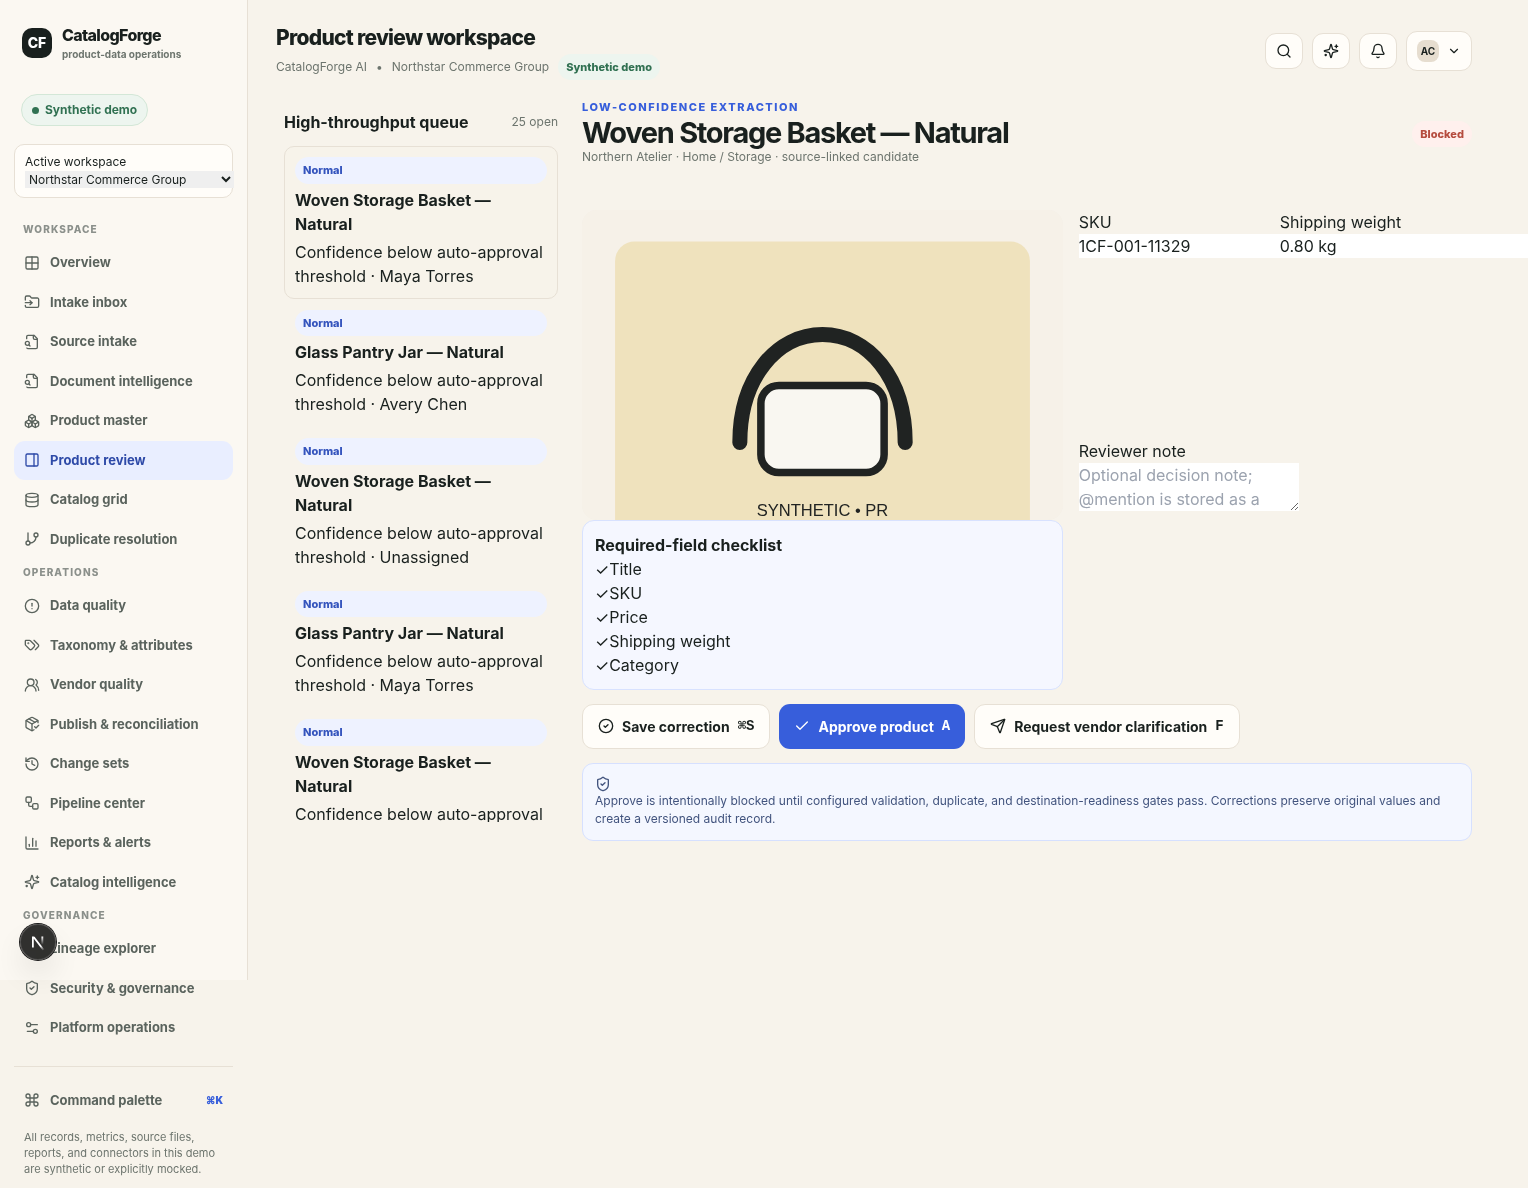 CF
CatalogForge
product-data operations
Synthetic demo
Active workspace
Northstar Commerce Group
WORKSPACE
Overview
Intake inbox
Source intake
Document intelligence
Product master
Product review
Catalog grid
Duplicate resolution
OPERATIONS
Data quality
Taxonomy & attributes
Vendor quality
Publish & reconciliation
Change sets
Pipeline center
Reports & alerts
Catalog intelligence
GOVERNANCE
N
Lineage explorer
Security & governance
Platform operations
Command palette ⌘K
All records, metrics, source files,
reports, and connectors in this demo
are synthetic or explicitly mocked.
Product review workspace
CatalogForge AI • Northstar Commerce Group Synthetic demo
AC
High-throughput queue 25 open
Normal
Woven Storage Basket —
Natural
Confidence below auto-approval
threshold · Maya Torres
Normal
Glass Pantry Jar — Natural
Confidence below auto-approval
threshold · Avery Chen
Normal
Woven Storage Basket —
Natural
Confidence below auto-approval
threshold · Unassigned
Normal
Glass Pantry Jar — Natural
Confidence below auto-approval
threshold · Maya Torres
Normal
Woven Storage Basket —
Natural
Confidence below auto-approval
LOW-CONFIDENCE EXTRACTION
Woven Storage Basket — Natural
Blocked
Northern Atelier · Home / Storage · source-linked candidate
SYNTHETIC • PR
SKU
1CF-001-11329
Shipping weight
0.80 kg
Reviewer note
Optional decision note;
@mention is stored as a
Required-field checklist
✓Title
✓SKU
✓Price
✓Shipping weight
✓Category
Save correction ⌘S
Approve product A
Request vendor clarification F
Approve is intentionally blocked until configured validation, duplicate, and destination-readiness gates pass. Corrections preserve original values and
create a versioned audit record.